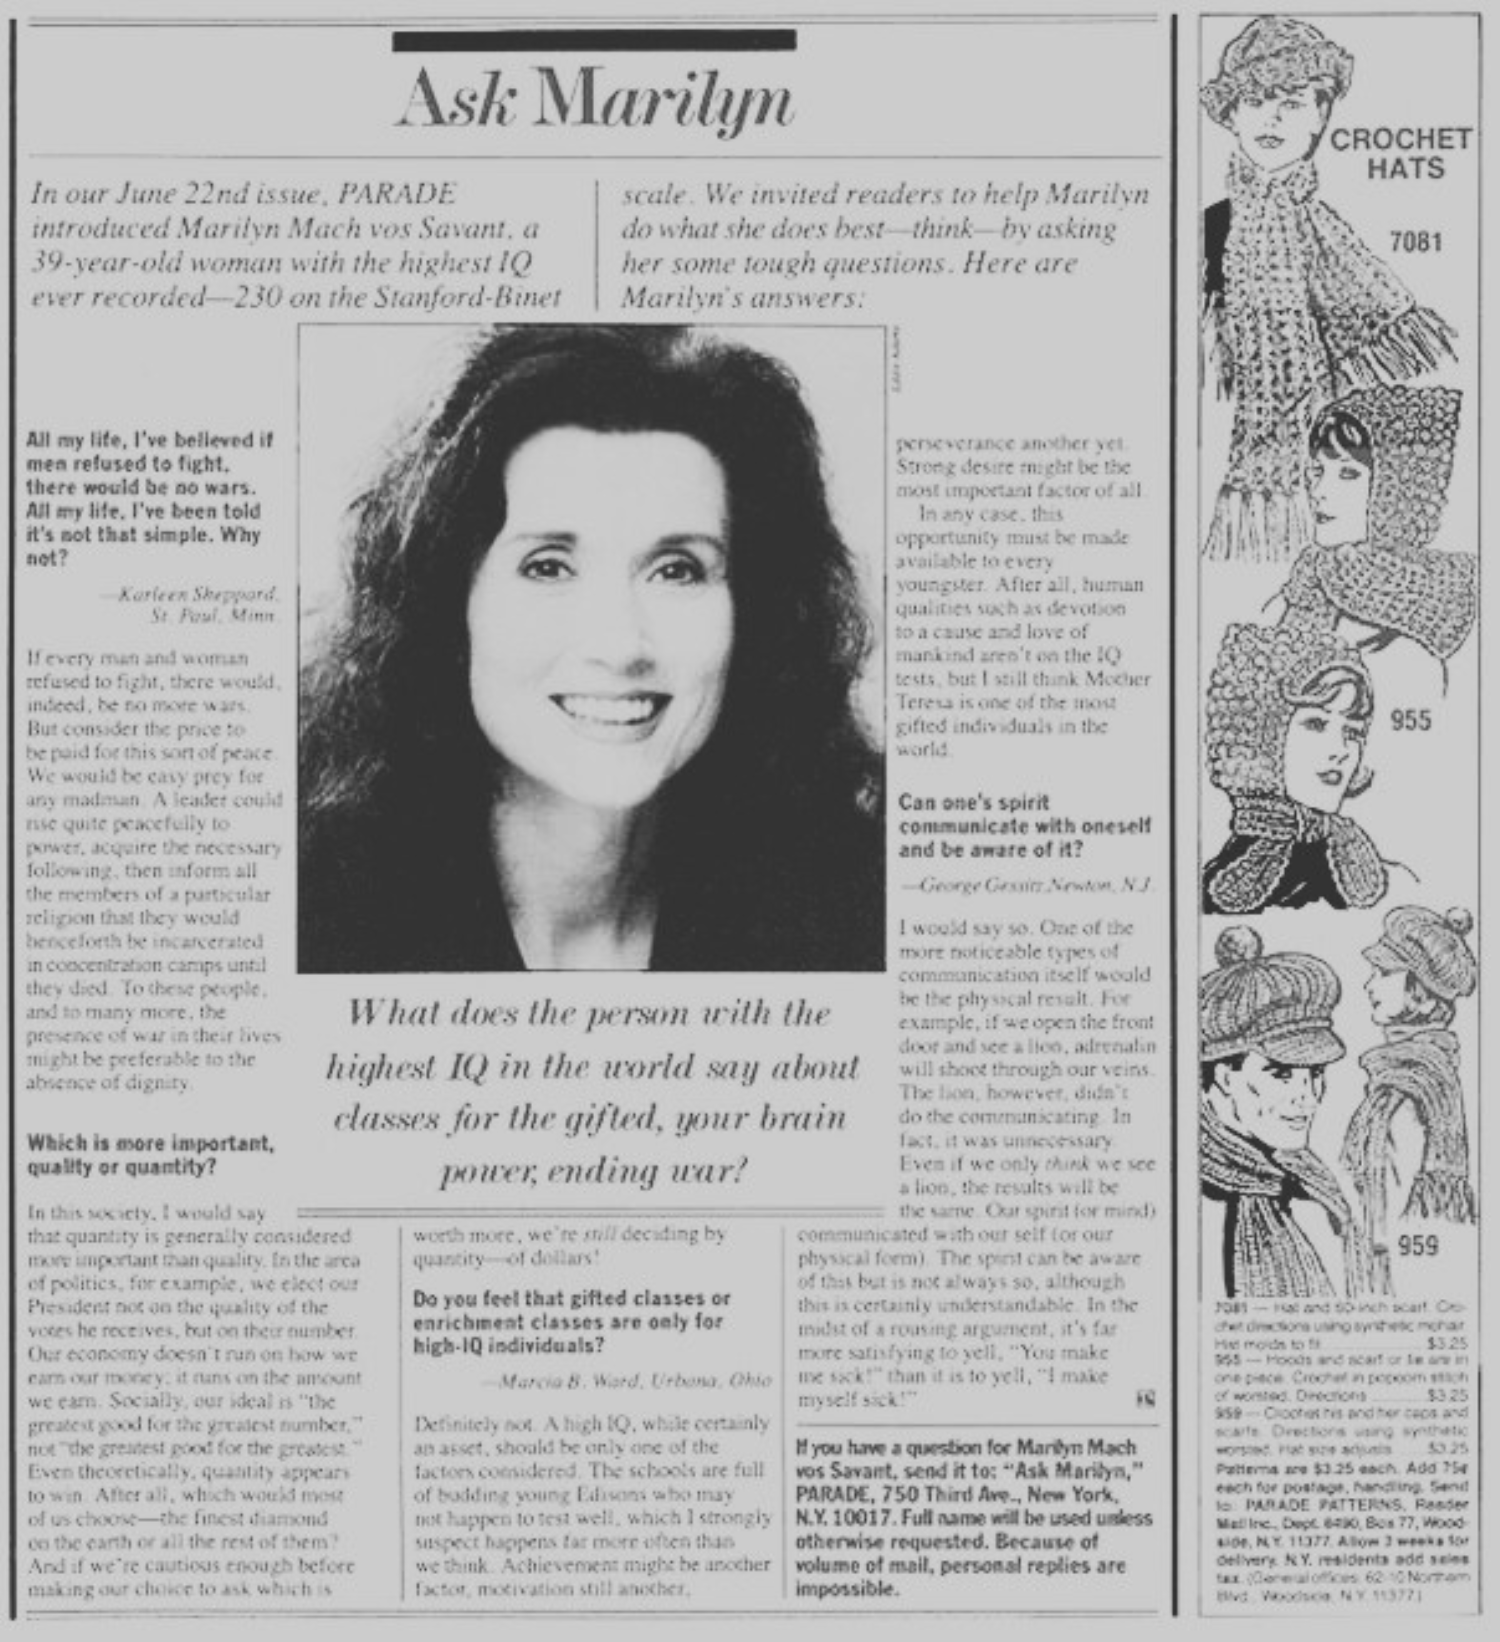 Ask Marilyn
In our June 22nd issue, PARADE
introduced Marilyn Mach vos Savant, a
39-year-old woman with the highest IQ
ever recorded—230 on the Stanford-Binet
scale. We invited readers to help Marilyn
do what she does best—think—by asking
her some tough questions. Here are
Marilyn's answers:
All my life, I've believed if
men refused to fight,
there would be no wars.
All my life, I've been told
it's not that simple. Why
not?
—Karleen Sheppard,
St. Paul, Minn.
If every man and woman
refused to fight, there would,
indeed, be no more wars.
But consider the price to
be paid for this sort of peace.
We would be easy prey for
any madman. A leader could
rise quite peacefully to
power, acquire the necessary
following, then inform all
the members of a particular
religion that they would
henceforth be incarcerated
in concentration camps until
they died. To these people,
and to many more, the
presence of war in their lives
might be preferable to the
absence of dignity.
Which is more important,
quality or quantity?
In this society, I would say
that quantity is generally considered
more important than quality. In the area
of politics, for example, we elect our
President not on the quality of the
votes he receives, but on their number.
Our economy doesn't run on how we
earn our money; it runs on the amount
we earn. Socially, our ideal is "the
greatest good for the greatest number,"
not "the greatest good for the greatest."
Even theoretically, quantity appears
to win. After all, which would most
of us choose—the finest diamond
on the earth or all the rest of them?
And if we're cautious enough before
making our choice to ask which is
What does the person with the
highest IQ in the world say about
classes for the gifted, your brain
power, ending war?
worth more, we're still deciding by
quantity—of dollars!
Do you feel that gifted classes or
enrichment classes are only for
high-IQ individuals?
—Marcia B. Ward, Urbana, Ohio
Definitely not. A high IQ, while certainly
an asset, should be only one of the
factors considered. The schools are full
of budding young Edisons who may
not happen to test well, which I strongly
suspect happens far more often than
we think. Achievement might be another
factor, motivation still another,
perseverance another yet.
Strong desire might be the
most important factor of all.
In any case, this
opportunity must be made
available to every
youngster. After all, human
qualities such as devotion
to a cause and love of
mankind aren't on the IQ
tests, but I still think Mother
Teresa is one of the most
gifted individuals in the
world.
Can one's spirit
communicate with oneself
and be aware of it?
—George Newton, N.J.
I would say so. One of the
more noticeable types of
communication itself would
be the physical result. For
example, if we open the front
door and see a lion, adrenalin
will shoot through our veins.
The lion, however, didn't
do the communicating. In
fact, it was unnecessary.
Even if we only think we see
a lion, the results will be
the same. Our spirit (or mind)
communicated with our self (or our
physical form). The spirit can be aware
of this but is not always so, although
this is certainly understandable. In the
midst of a rousing argument, it's far
more satisfying to yell, "You make
me sick!" than it is to yell, "I make
myself sick!"
If you have a question for Marilyn Mach
vos Savant, send it to: "Ask Marilyn,"
PARADE, 750 Third Ave., New York,
N.Y. 10017. Full name will be used unless
otherwise requested. Because of
volume of mail, personal replies are
impossible.
CROCHET
HATS
7081
955
959
7081 — Hat and 50-inch scarf. Cro-
chet directions using synthetic mohair.
Hat molds to fit $3.25
955 — Hoods and scarf or tie are in
one piece. Crochet in popcorn stitch
of worsted. Directions $3.25
959 — Crochet his and her caps and
scarfs. Directions using synthetic
worsted. Hat size adjusts $3.25
Patterns are $3.25 each. Add 75¢
each for postage, handling. Send
to: PARADE PATTERNS, Reader
Mail Inc., Dept. 6490, Box 77, Wood-
side, N.Y. 11377. Allow 3 weeks for
delivery. N.Y. residents add sales
tax. (General offices: 62-10 Northern
Blvd., Woodside, N.Y. 11377.)